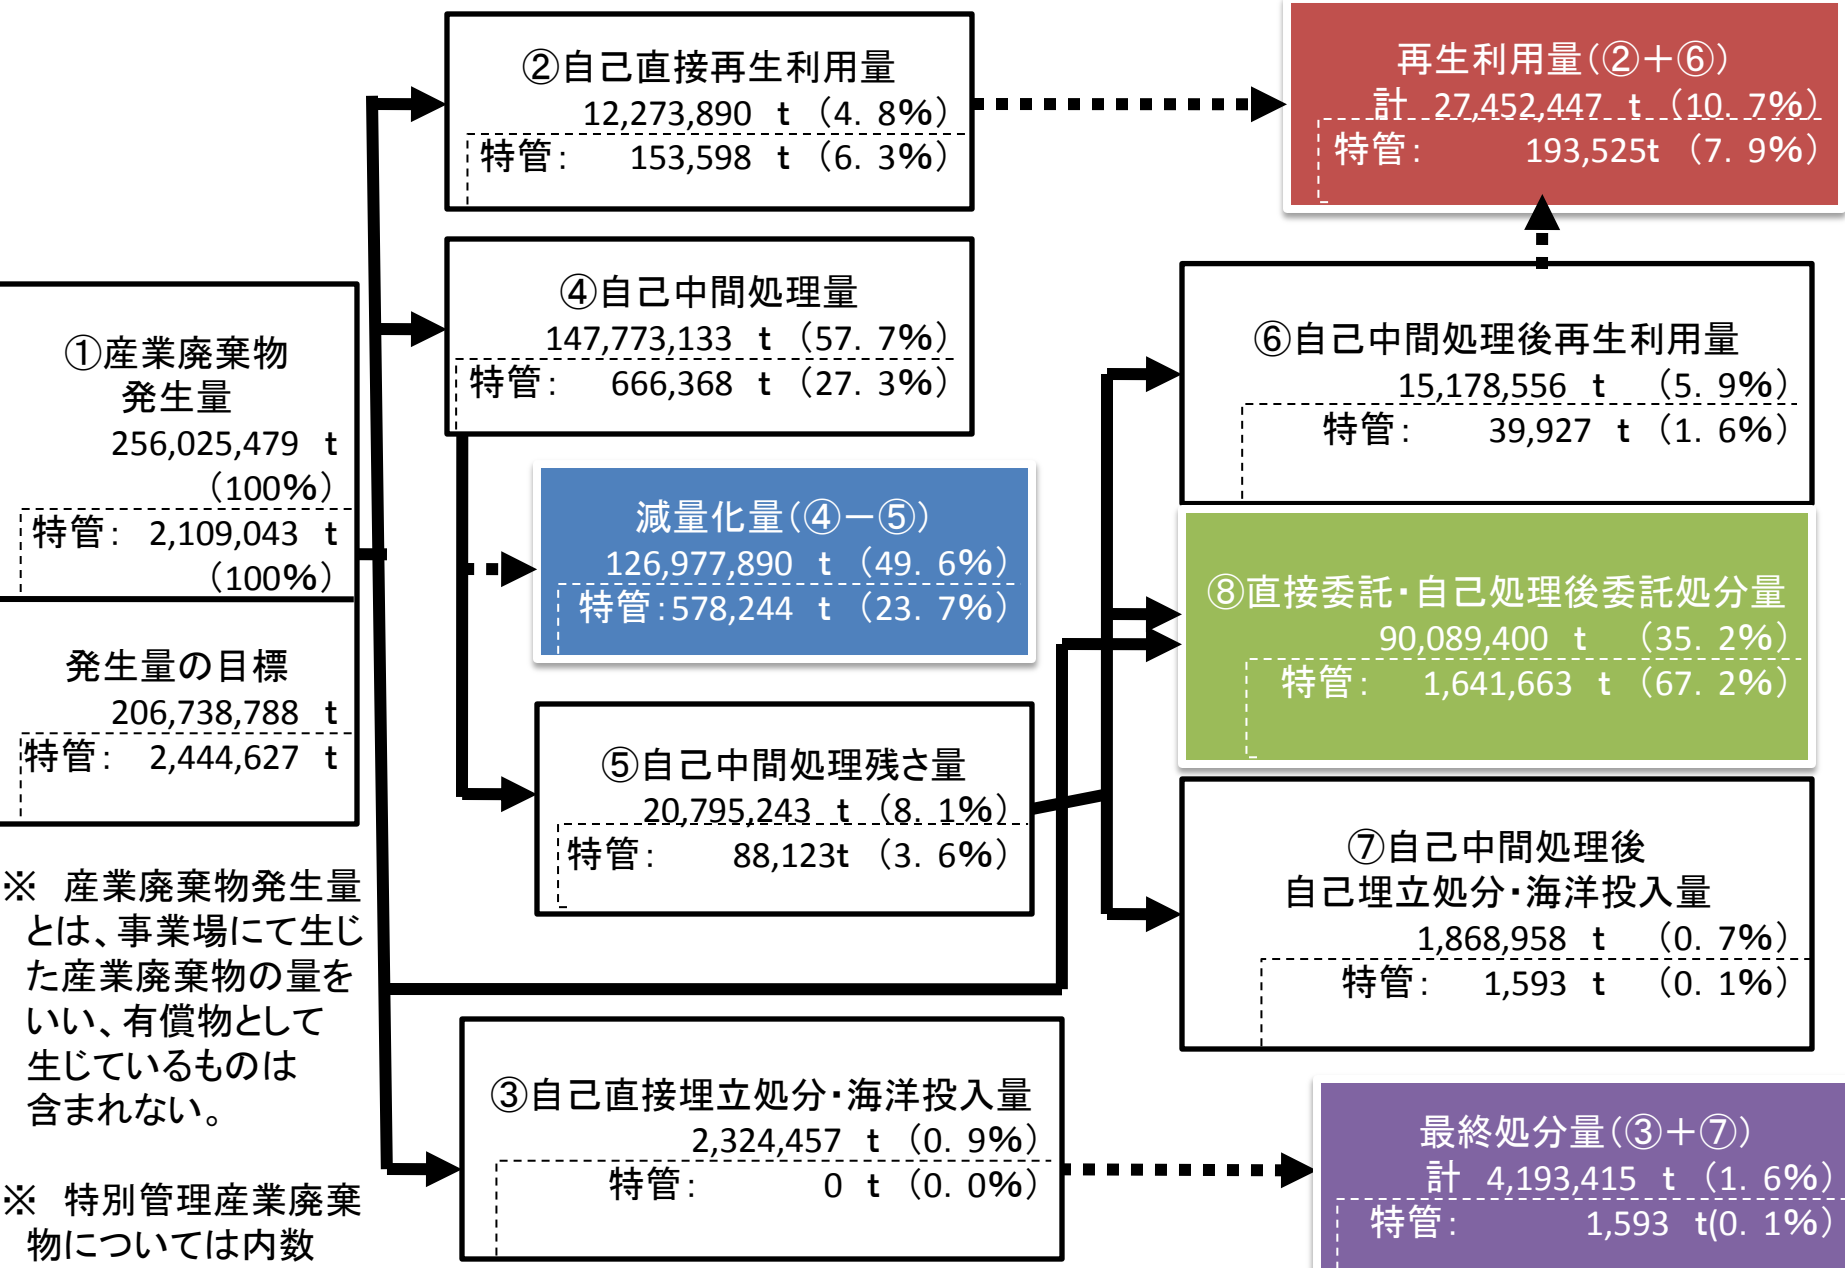 ①産業廃棄物
発生量
256,025,479 t
(100%)
特管: 2,109,043 t
(100%)
発生量の目標
206,738,788 t
特管: 2,444,627 t
※ 産業廃棄物発生量
とは、事業場にて生じ
た産業廃棄物の量を
いい、有償物として
生じているものは
含まれない。
※ 特別管理産業廃棄
物については内数
②自己直接再生利用量
12,273,890 t (4. 8%)
特管: 153,598 t (6. 3%)
④自己中間処理量
147,773,133 t (57. 7%)
特管: 666,368 t (27. 3%)
減量化量(④－⑤)
126,977,890 t (49. 6%)
特管:578,244 t (23. 7%)
⑤自己中間処理残さ量
20,795,243 t (8. 1%)
特管: 88,123t (3. 6%)
③自己直接埋立処分・海洋投入量
2,324,457 t (0. 9%)
特管: 0 t (0. 0%)
再生利用量(②＋⑥)
計 27,452,447 t (10. 7%)
特管: 193,525t (7. 9%)
⑥自己中間処理後再生利用量
15,178,556 t (5. 9%)
特管: 39,927 t (1. 6%)
⑧直接委託・自己処理後委託処分量
90,089,400 t (35. 2%)
特管: 1,641,663 t (67. 2%)
⑦自己中間処理後
自己埋立処分・海洋投入量
1,868,958 t (0. 7%)
特管: 1,593 t (0. 1%)
最終処分量(③＋⑦)
計 4,193,415 t (1. 6%)
特管: 1,593 t(0. 1%)